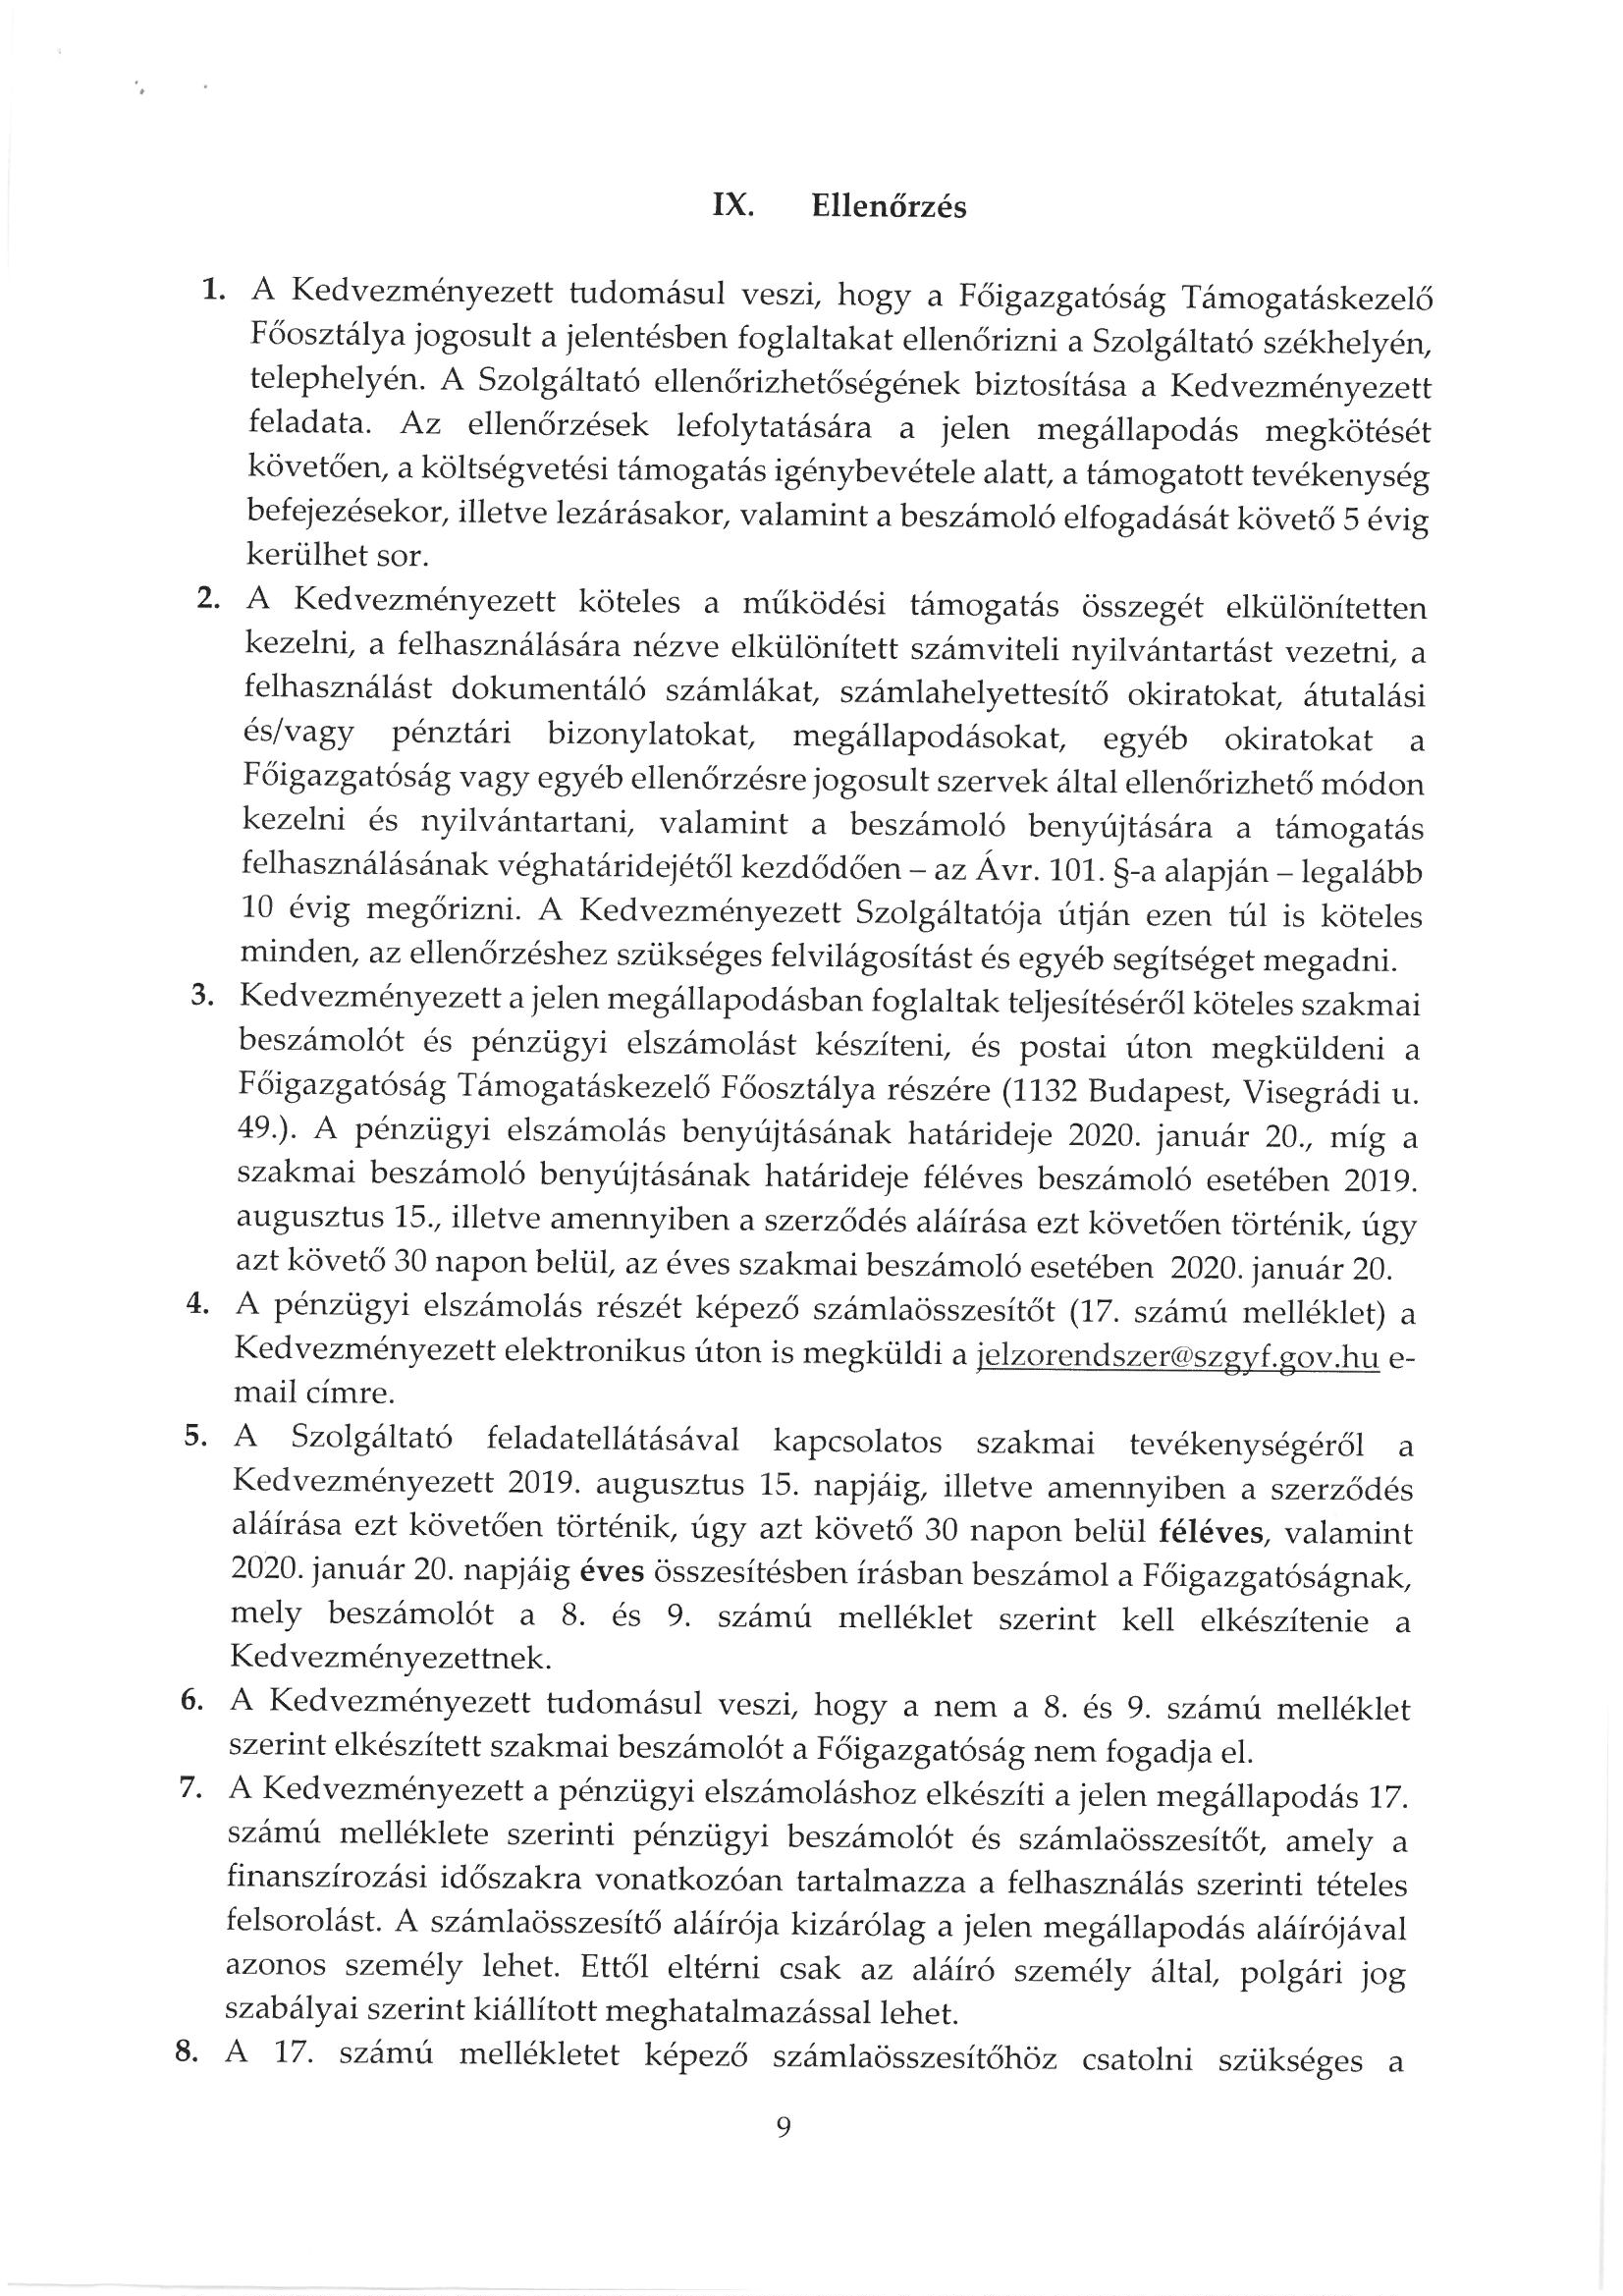 IX. Ellenőrzés
1. A Kedvezményezett tudomásul veszi, hogy a Főigazgatóság Támogatáskezelő
Főosztálya jogosult a jelentésben foglaltakat ellenőrizni a Szolgáltató székhelyén,
telephelyén. A Szolgáltató ellenőrizhetőségének biztosítása a Kedvezményezett
feladata. Az ellenőrzések lefolytatására a jelen megállapodás megkötését
követően, a költségvetési támogatás igénybevétele alatt, a támogatott tevékenység
befejezésekor, illetve lezárásakor, valamint a beszámoló elfogadását követő 5 évig
kerülhet sor.
2. A Kedvezményezett köteles a működési támogatás összegét elkülönítetten
kezelni, a felhasználására nézve elkülönített számviteli nyilvántartást vezetni, a
felhasználást dokumentáló számlákat, számlahelyettesítő okiratokat, átutalási
és/vagy pénztári bizonylatokat, megállapodásokat, egyéb okiratokat a
Főigazgatóság vagy egyéb ellenőrzésre jogosult szervek által ellenőrizhető módon
kezelni és nyilvántartani, valamint a beszámoló benyújtására a támogatás
felhasználásának véghatáridejétől kezdődően – az Ávr. 101. §-a alapján – legalább
10 évig megőrizni. A Kedvezményezett Szolgáltatója útján ezen túl is köteles
minden, az ellenőrzéshez szükséges felvilágosítást és egyéb segítséget megadni.
3. Kedvezményezett a jelen megállapodásban foglaltak teljesítéséről köteles szakmai
beszámolót és pénzügyi elszámolást készíteni, és postai úton megküldeni a
Főigazgatóság Támogatáskezelő Főosztálya részére (1132 Budapest, Visegrádi u.
49.). A pénzügyi elszámolás benyújtásának határideje 2020. január 20., míg a
szakmai beszámoló benyújtásának határideje féléves beszámoló esetében 2019.
augusztus 15., illetve amennyiben a szerződés aláírása ezt követően történik, úgy
azt követő 30 napon belül, az éves szakmai beszámoló esetében 2020. január 20.
4. A pénzügyi elszámolás részét képező számlaösszesítőt (17. számú melléklet) a
Kedvezményezett elektronikus úton is megküldi a jelzorendszer@szgyf.gov.hu e-
mail címre.
5. A Szolgáltató feladatellátásával kapcsolatos szakmai tevékenységéről a
Kedvezményezett 2019. augusztus 15. napjáig, illetve amennyiben a szerződés
aláírása ezt követően történik, úgy azt követő 30 napon belül féléves, valamint
2020. január 20. napjáig éves összesítésben írásban beszámol a Főigazgatóságnak,
mely beszámolót a 8. és 9. számú melléklet szerint kell elkészítenie a
Kedvezményezettnek.
6. A Kedvezményezett tudomásul veszi, hogy a nem a 8. és 9. számú melléklet
szerint elkészített szakmai beszámolót a Főigazgatóság nem fogadja el.
7. A Kedvezményezett a pénzügyi elszámoláshoz elkészíti a jelen megállapodás 17.
számú melléklete szerinti pénzügyi beszámolót és számlaösszesítőt, amely a
finanszírozási időszakra vonatkozóan tartalmazza a felhasználás szerinti tételes
felsorolást. A számlaösszesítő aláírója kizárólag a jelen megállapodás aláírójával
azonos személy lehet. Ettől eltérni csak az aláíró személy által, polgári jog
szabályai szerint kiállított meghatalmazással lehet.
8. A 17. számú mellékletet képező számlaösszesítőhöz csatolni szükséges a
9